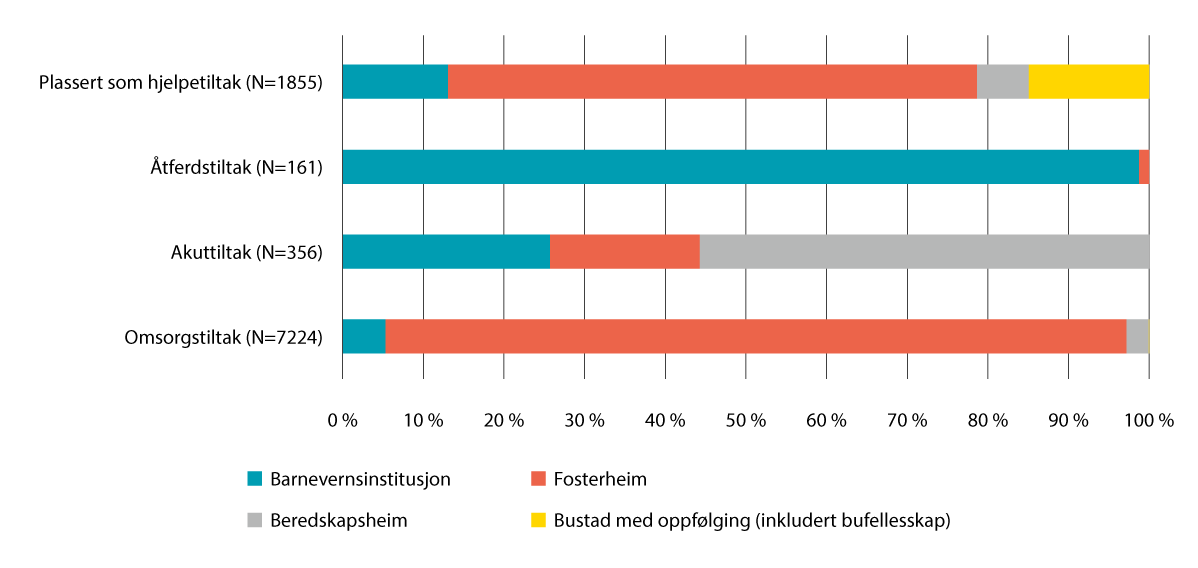 Plassert som hjelpetiltak (N=1855)
Åtferdstiltak (N=161)
Akuttiltak (N=356)
Omsorgstiltak (N=7224)
0 % 10 % 20 % 30 % 40 % 50 % 60 % 70 % 80 % 90 % 100 %
Barnevernsinstitusjon Fosterheim
Beredskapsheim Bustad med oppfølging (inkludert bufellesskap)